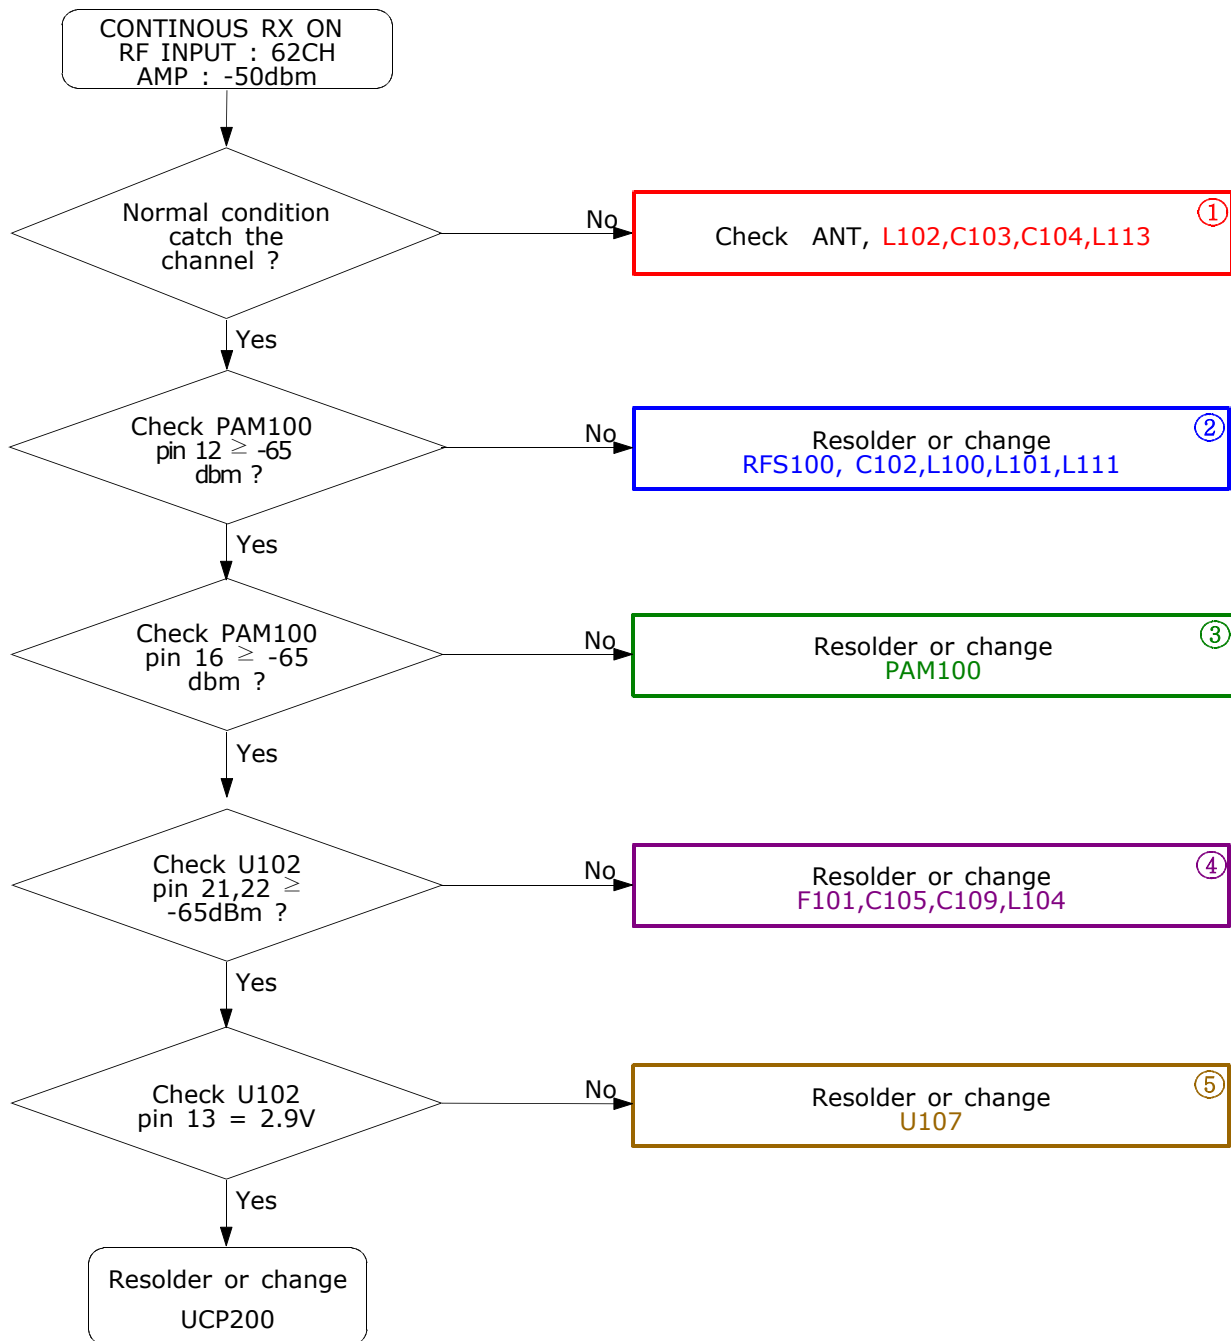 CONTINOUS RX ON
RF INPUT : 62CH
AMP : -50dbm
Normal condition
catch the
channel ?
No
①
Check ANT, L102,C103,C104,L113
Yes
Check PAM100
pin 12 ≥ -65
dbm ?
No
②
Resolder or change
RFS100, C102,L100,L101,L111
Yes
Check PAM100
pin 16 ≥ -65
dbm ?
No
③
Resolder or change
PAM100
Yes
Check U102
pin 21,22 ≥
-65dBm ?
No
④
Resolder or change
F101,C105,C109,L104
Yes
Check U102
pin 13 = 2.9V
No
⑤
Resolder or change
U107
Yes
Resolder or change
UCP200